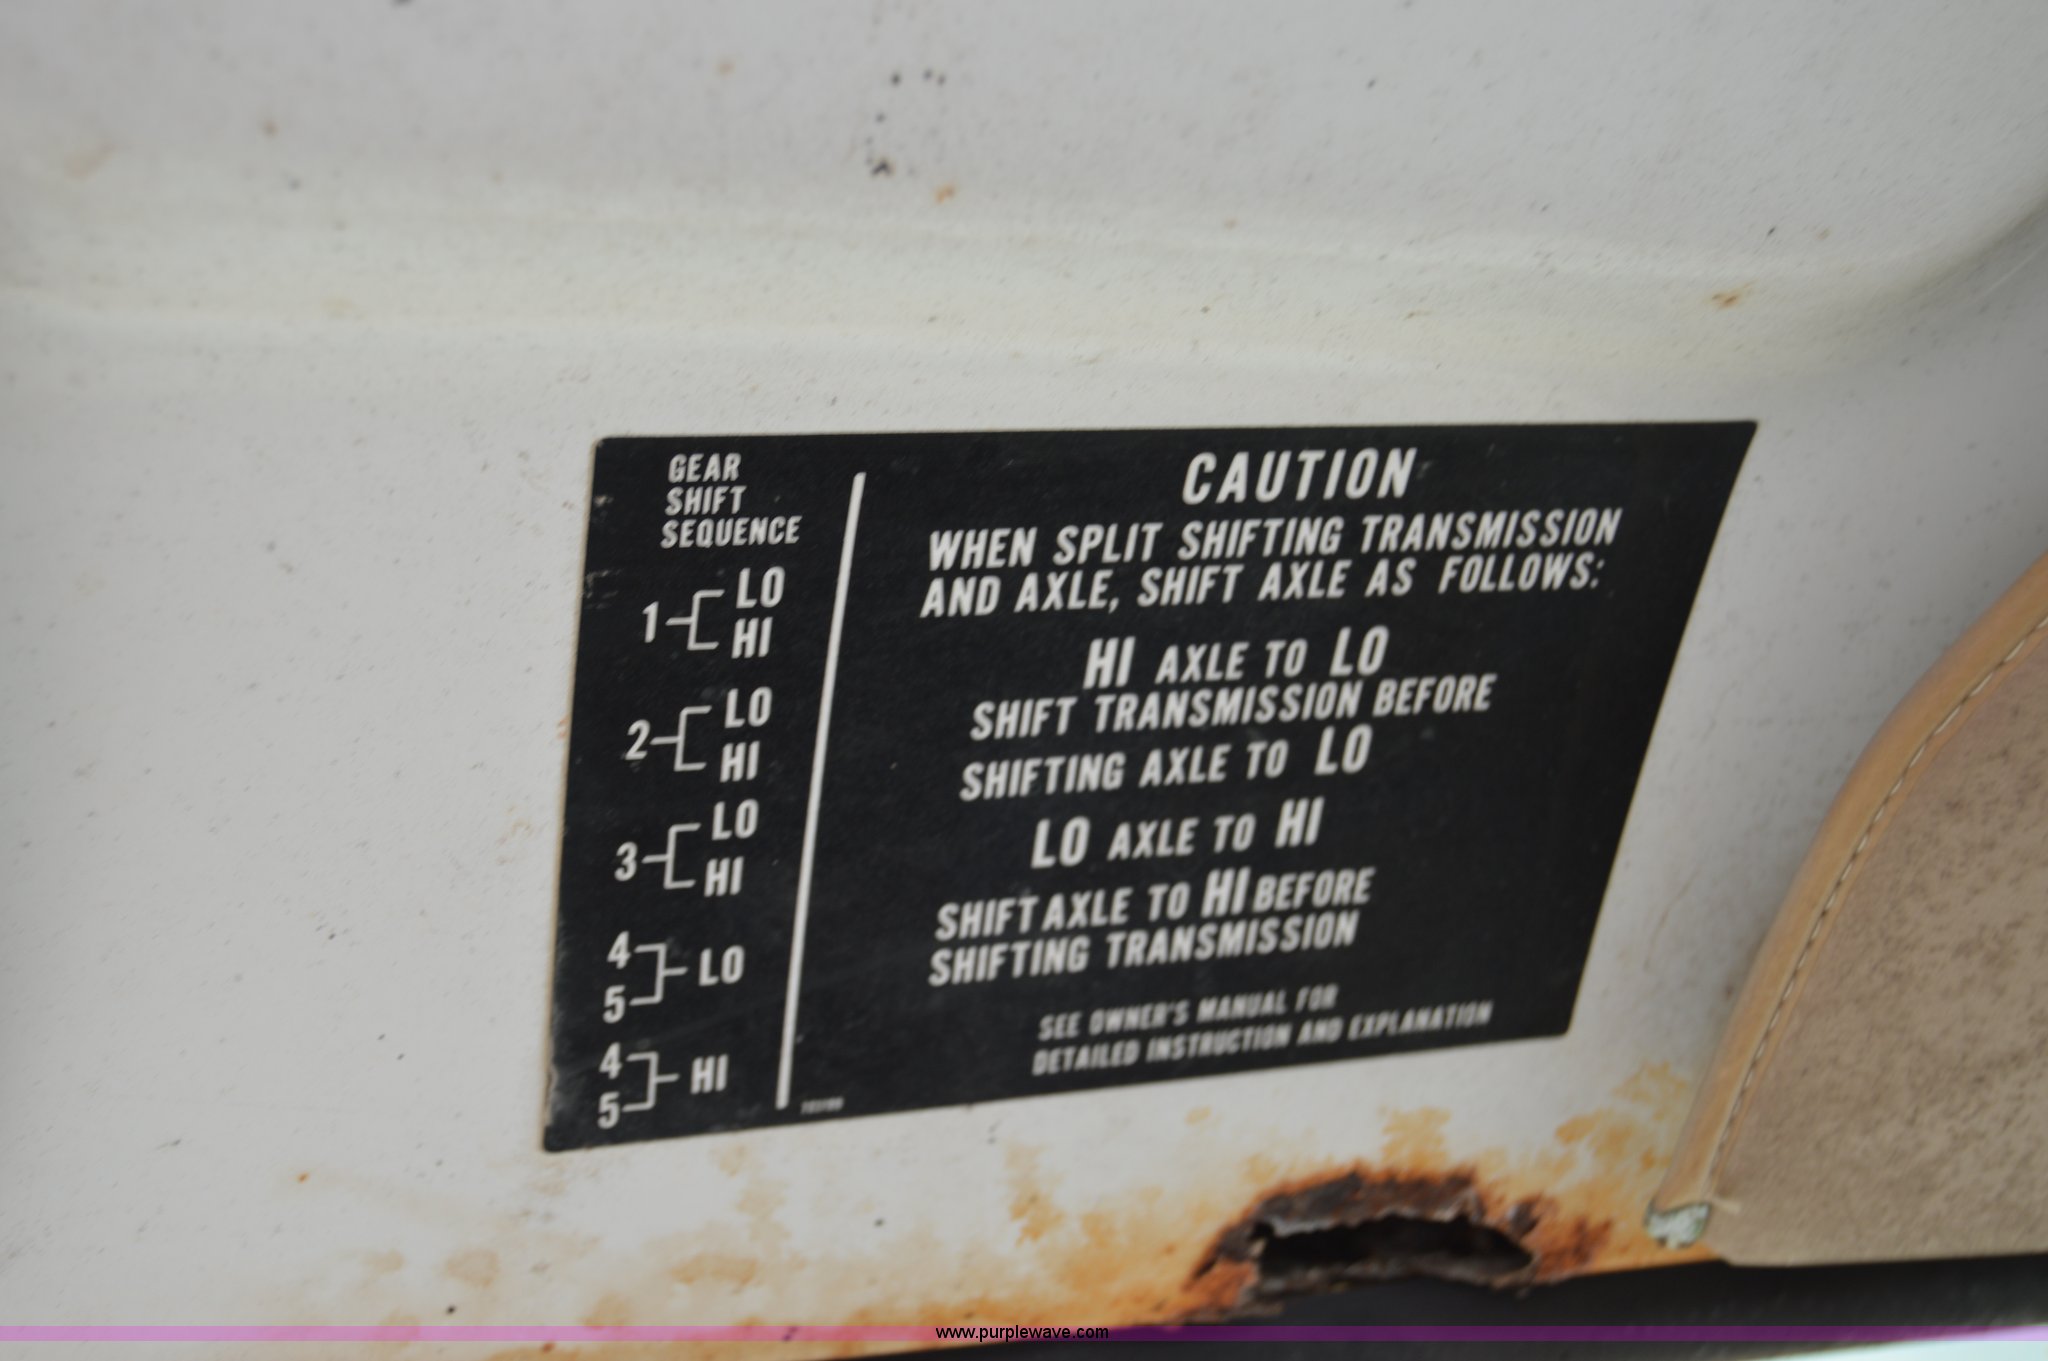 GEAR
SHIFT
SEQUENCE
1 LO
HI
2 LO
HI
3 LO
HI
4
5 LO
4
5 HI
CAUTION
WHEN SPLIT SHIFTING TRANSMISSION
AND AXLE, SHIFT AXLE AS FOLLOWS:
HI AXLE TO LO
SHIFT TRANSMISSION BEFORE
SHIFTING AXLE TO LO
LO AXLE TO HI
SHIFT AXLE TO HI BEFORE
SHIFTING TRANSMISSION
SEE OWNER'S MANUAL FOR
DETAILED INSTRUCTION AND EXPLANATION
www.purplewave.com